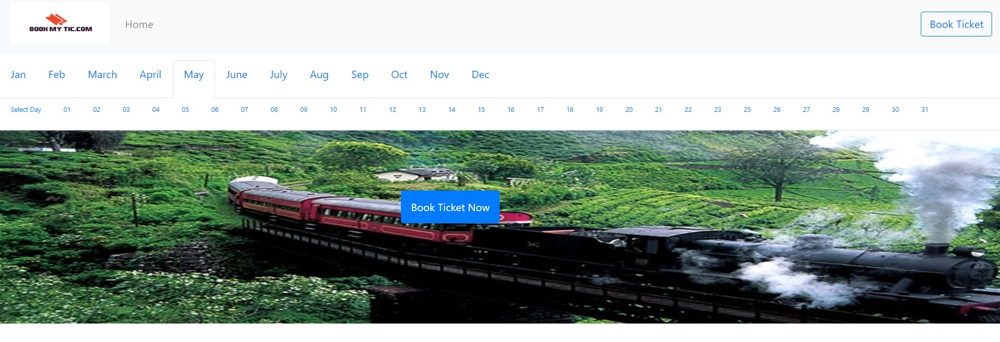 BOOK MY TIC.COM Home Book Ticket
Jan Feb March April May June July Aug Sep Oct Nov Dec
Select Day 01 02 03 04 05 06 07 08 09 10 11 12 13 14 15 16 17 18 19 20 21 22 23 25 26 27 28 29 30 31
Book Ticket Now
340